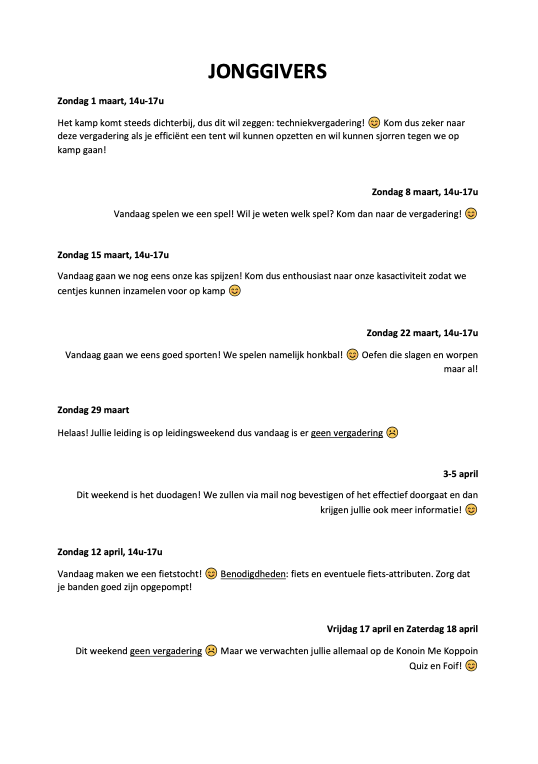 JONGGIVERS
Zondag 1 maart, 14u-17u
Het kamp komt steeds dichterbij, dus dit wil zeggen: techniekvergadering! 😊 Kom dus zeker naar
deze vergadering als je efficiënt een tent wil kunnen opzetten en wil kunnen sjorren tegen we op
kamp gaan!
Zondag 8 maart, 14u-17u
Vandaag spelen we een spel! Wil je weten welk spel? Kom dan naar de vergadering! 😊
Zondag 15 maart, 14u-17u
Vandaag gaan we nog eens onze kas spijzen! Kom dus enthousiast naar onze kasactiviteit zodat we
centjes kunnen inzamelen voor op kamp 😊
Zondag 22 maart, 14u-17u
Vandaag gaan we eens goed sporten! We spelen namelijk honkbal! 😊 Oefen die slagen en worpen
maar al!
Zondag 29 maart
Helaas! Jullie leiding is op leidingsweekend dus vandaag is er geen vergadering ☹
3-5 april
Dit weekend is het duodagen! We zullen via mail nog bevestigen of het effectief doorgaat en dan
krijgen jullie ook meer informatie! 😊
Zondag 12 april, 14u-17u
Vandaag maken we een fietstocht! 😊 Benodigdheden: fiets en eventuele fiets-attributen. Zorg dat
je banden goed zijn opgepompt!
Vrijdag 17 april en Zaterdag 18 april
Dit weekend geen vergadering ☹ Maar we verwachten jullie allemaal op de Konoin Me Koppoin
Quiz en Foif! 😊